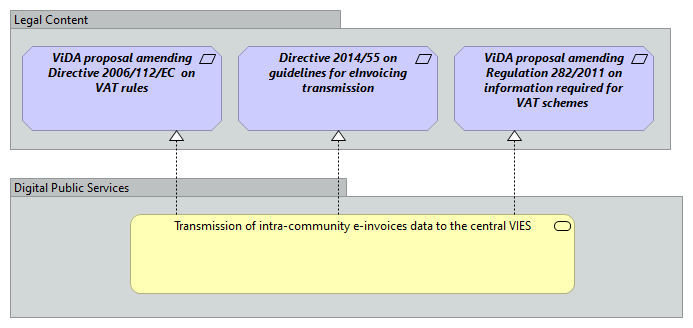 Legal Content
ViDA proposal amending
Directive 2006/112/EC on
VAT rules
Directive 2014/55 on
guidelines for eInvoicing
transmission
ViDA proposal amending
Regulation 282/2011 on
information required for
VAT schemes
Digital Public Services
Transmission of intra-community e-invoices data to the central VIES